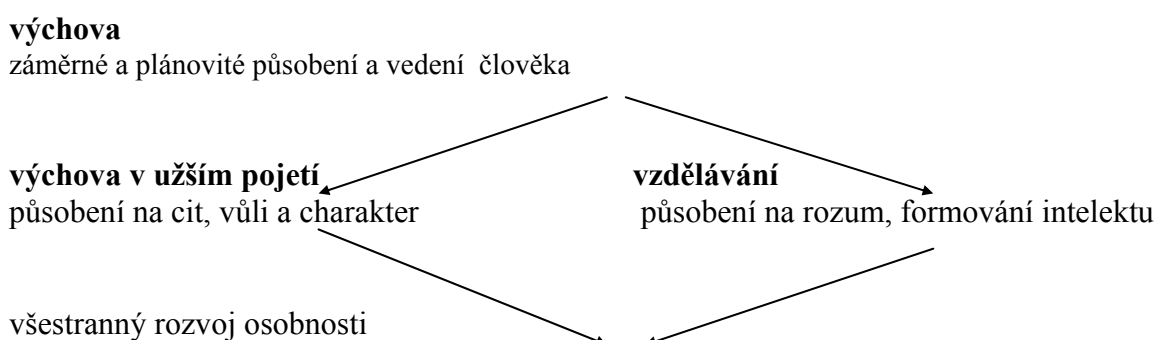 výchova
záměrné a plánovité působení a vedení člověka
výchova v užším pojetí vzdělávání
působení na cit, vůli a charakter působení na rozum, formování intelektu
všestranný rozvoj osobnosti